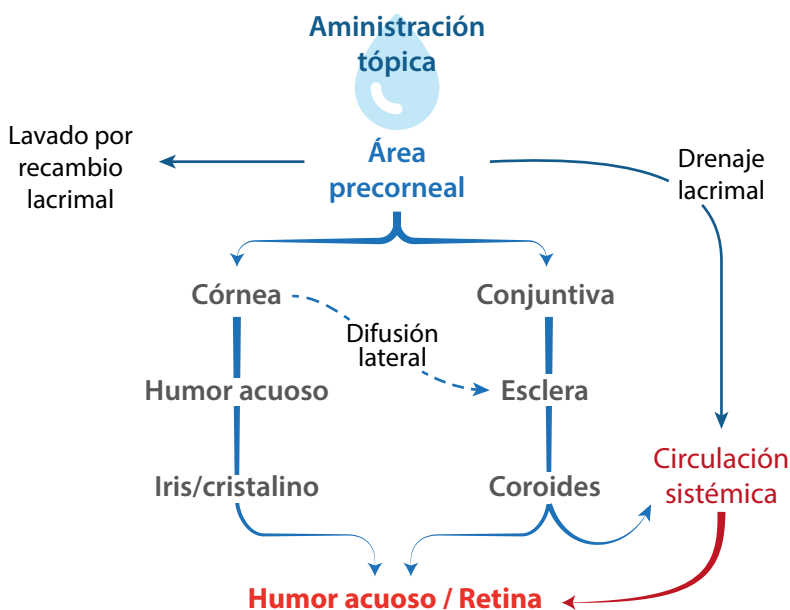 Aministración
tópica
Lavado por
recambio
lacrimal
Área
precorneal
Drenaje
lacrimal
Córnea
Conjuntiva
Difusión
lateral
Humor acuoso
Esclera
Iris/cristalino
Coroides
Circulación
sistémica
Humor acuoso / Retina